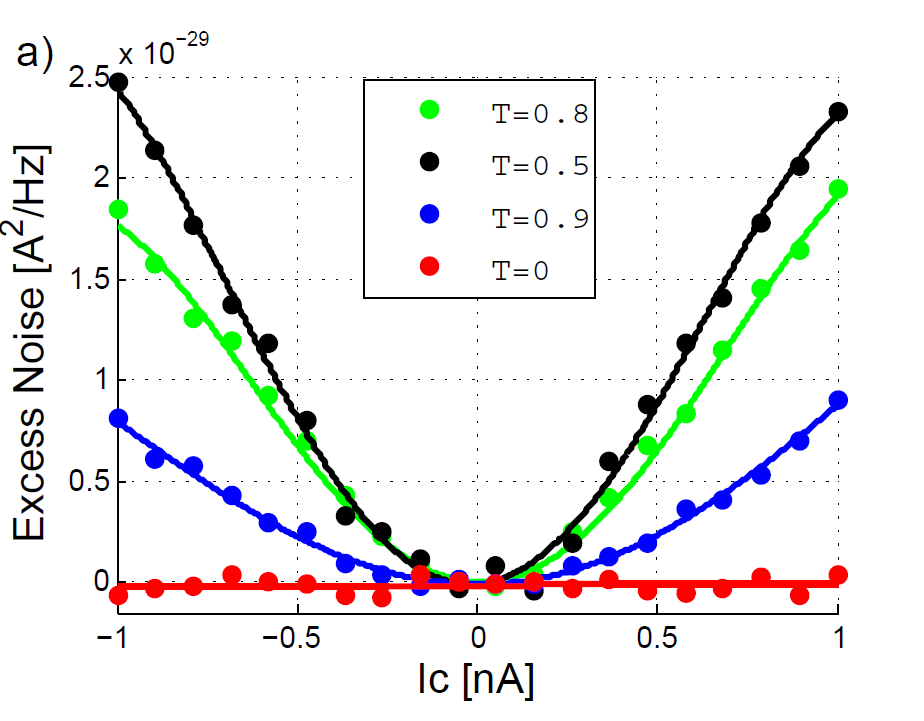 a)
x 10⁻²⁹
2.5
2
1.5
1
0.5
0
Excess Noise [A²/Hz]
T=0.8
T=0.5
T=0.9
T=0
−1
−0.5
0
0.5
1
Ic [nA]